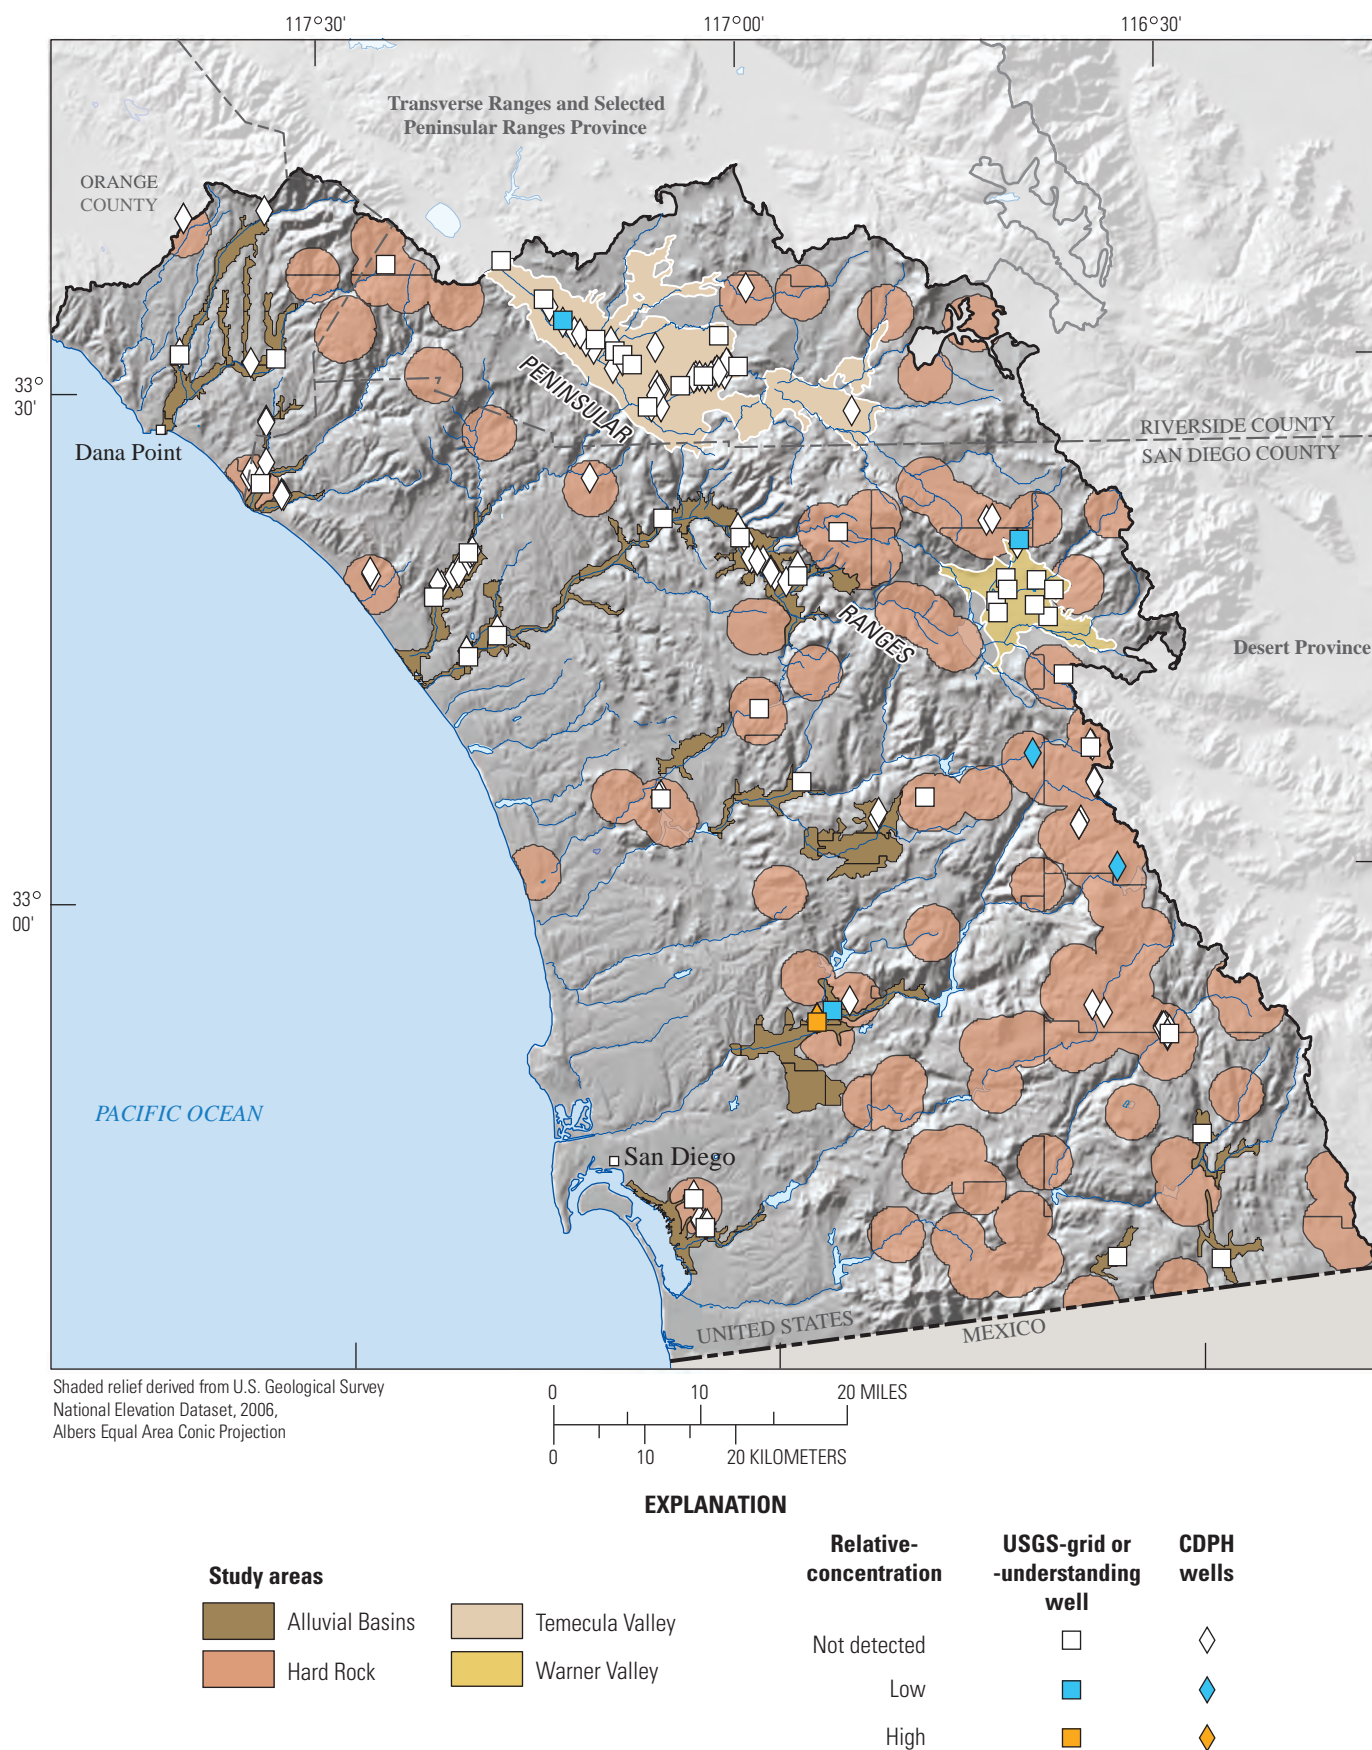 117°30'
117°00'
116°30'
Transverse Ranges and Selected
Peninsular Ranges Province
ORANGE
COUNTY
PENINSULAR
33°
30'
Dana Point
RIVERSIDE COUNTY
SAN DIEGO COUNTY
RANGES
Desert Province
33°
00'
PACIFIC OCEAN
San Diego
UNITED STATES
MEXICO
Shaded relief derived from U.S. Geological Survey
National Elevation Dataset, 2006,
Albers Equal Area Conic Projection
0 10 20 MILES
0 10 20 KILOMETERS
EXPLANATION
Study areas
Alluvial Basins
Hard Rock
Temecula Valley
Warner Valley
Relative-
concentration
USGS-grid or
-understanding
well
CDPH
wells
Not detected
Low
High